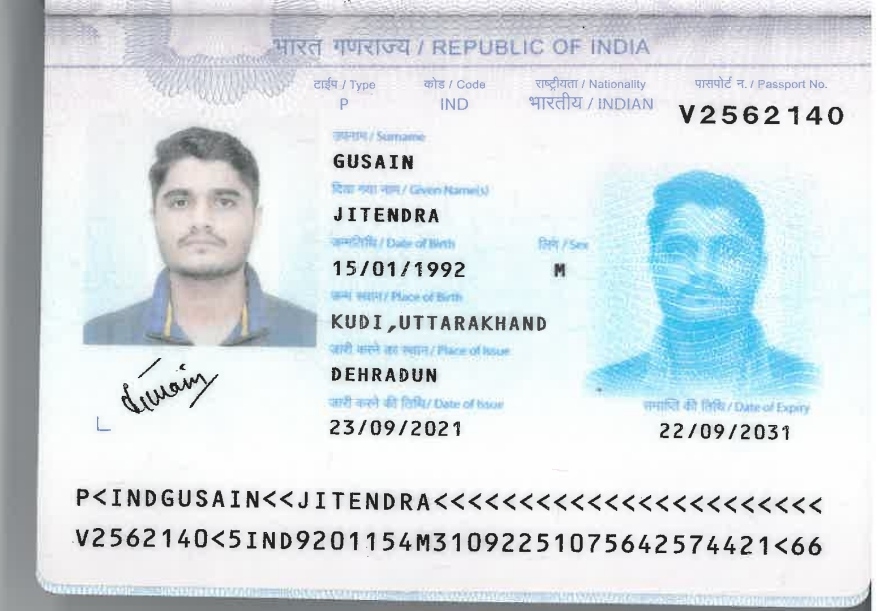 भारत गणराज्य / REPUBLIC OF INDIA
टाईप / Type कोड / Code राष्ट्रीयता / Nationality पासपोर्ट न. / Passport No.
P IND भारतीय / INDIAN V2562140
उपनाम / Surname
GUSAIN
दिया गया नाम / Given Name(s)
JITENDRA
जन्मतिथि / Date of Birth लिंग / Sex
15/01/1992 M
जन्म स्थान / Place of Birth
KUDI,UTTARAKHAND
जारी करने का स्थान / Place of Issue
DEHRADUN
जारी करने की तिथि / Date of Issue समाप्ति की तिथि / Date of Expiry
23/09/2021 22/09/2031
P<INDGUSAIN<<JITENDRA<<<<<<<<<<<<<<<<<<<<<<<
V2562140<5IND9201154M31092251075642574421<66